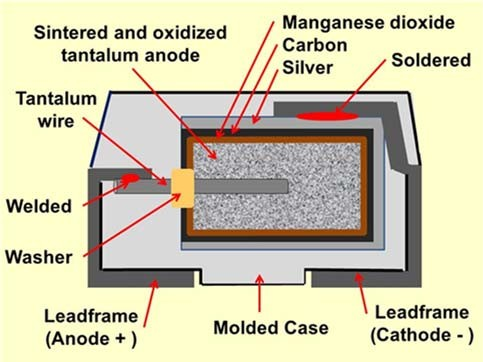 Sintered and oxidized
tantalum anode
Manganese dioxide
Carbon
Silver
Soldered
Tantalum
wire
Welded
Washer
Leadframe
(Anode + )
Molded Case
Leadframe
(Cathode - )